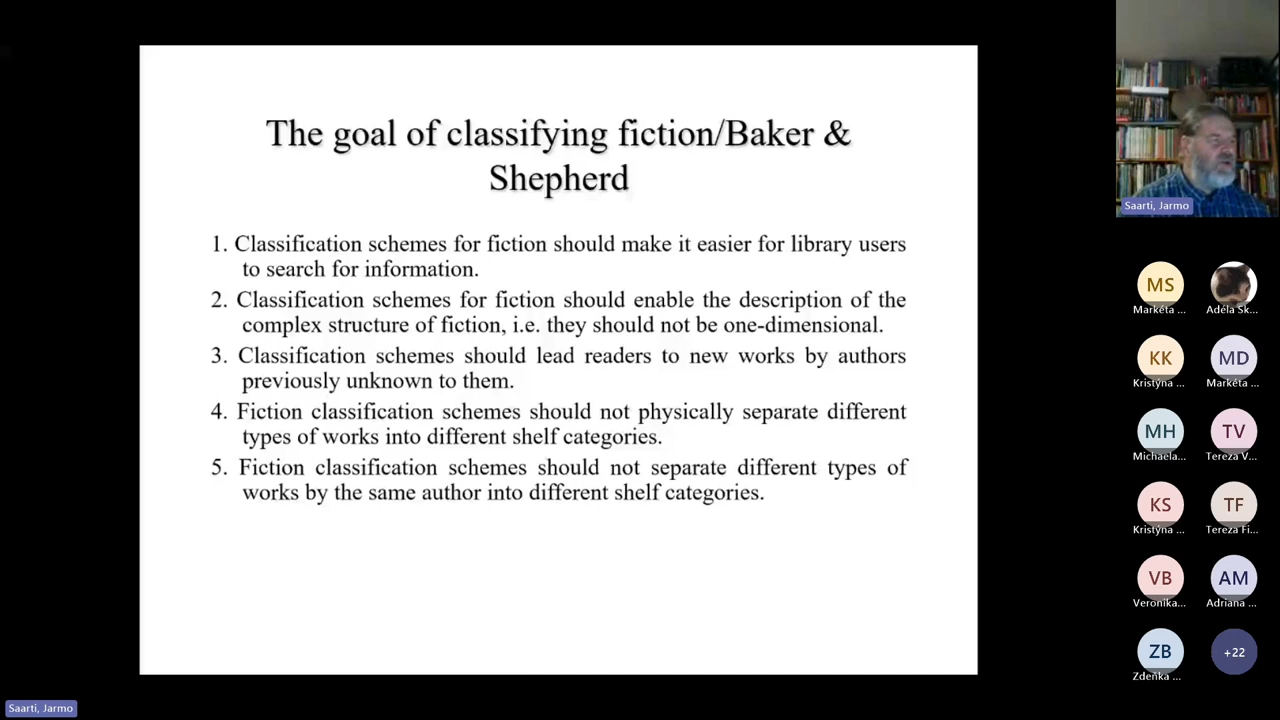 The goal of classifying fiction/Baker &
Shepherd
1. Classification schemes for fiction should make it easier for library users
to search for information.
2. Classification schemes for fiction should enable the description of the
complex structure of fiction, i.e. they should not be one-dimensional.
3. Classification schemes should lead readers to new works by authors
previously unknown to them.
4. Fiction classification schemes should not physically separate different
types of works into different shelf categories.
5. Fiction classification schemes should not separate different types of
works by the same author into different shelf categories.
Saarti, Jarmo
MS
Markéta ...
Adéla Sk...
KK
MD
Kristýna ...
Markéta ...
MH
TV
Michaela...
Tereza V...
KS
TF
Kristýna ...
Tereza Fi...
VB
AM
Veronika...
Adriana ...
ZB
+22
Zdeňka ...
Saarti, Jarmo